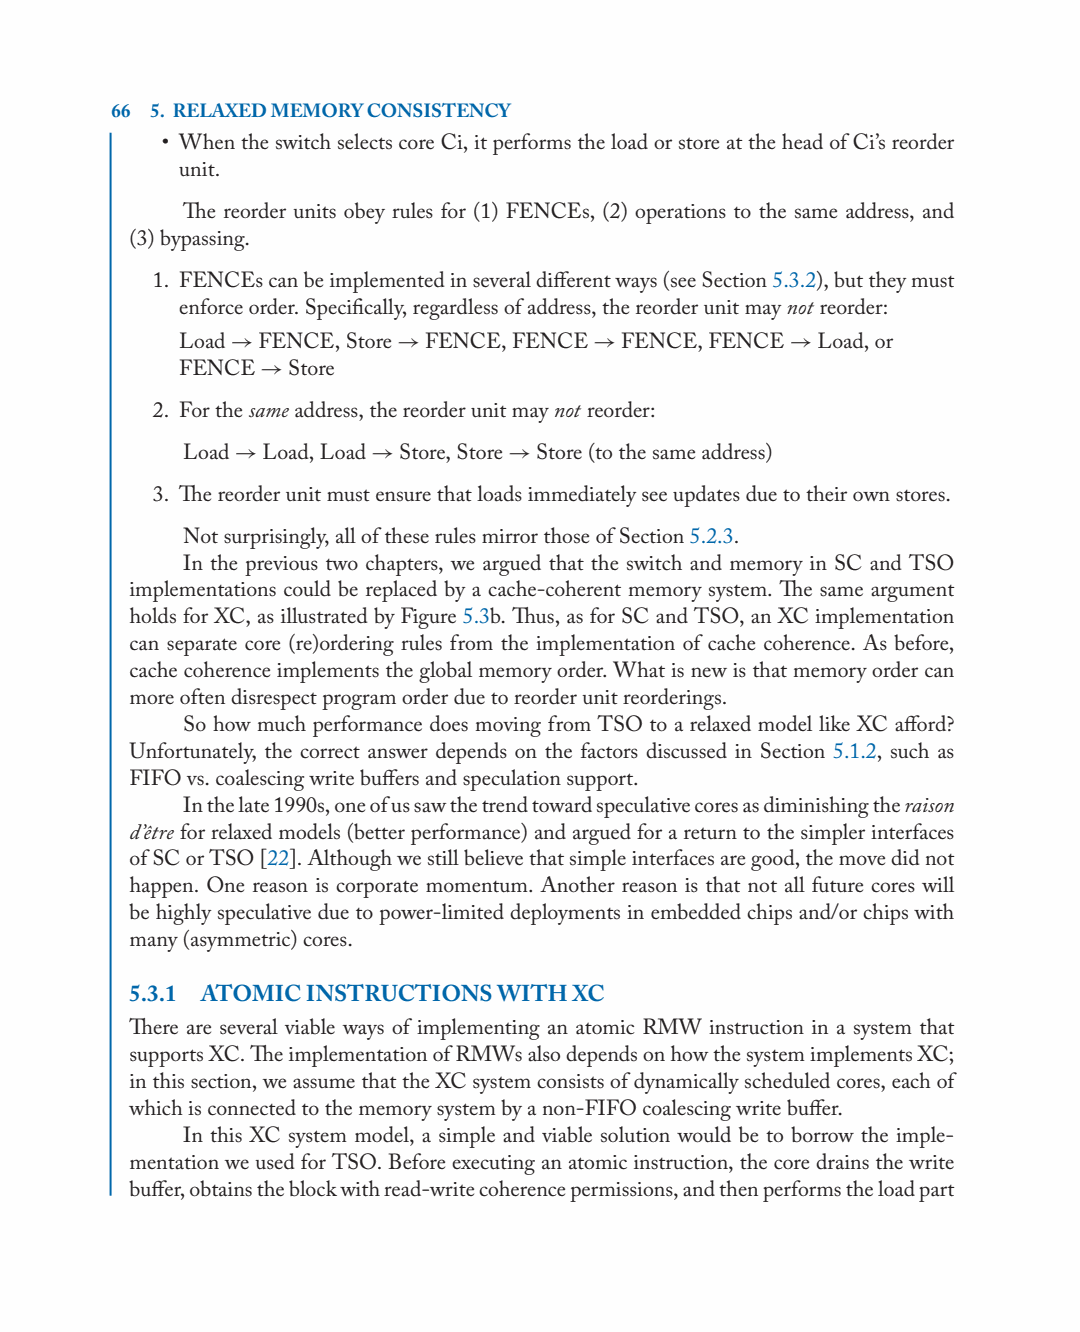 66 5. RELAXED MEMORY CONSISTENCY
• When the switch selects core Ci, it performs the load or store at the head of Ci’s reorder
unit.
The reorder units obey rules for (1) FENCEs, (2) operations to the same address, and
(3) bypassing.
1. FENCEs can be implemented in several different ways (see Section 5.3.2), but they must
enforce order. Specifically, regardless of address, the reorder unit may not reorder:
Load → FENCE, Store → FENCE, FENCE → FENCE, FENCE → Load, or
FENCE → Store
2. For the same address, the reorder unit may not reorder:
Load → Load, Load → Store, Store → Store (to the same address)
3. The reorder unit must ensure that loads immediately see updates due to their own stores.
Not surprisingly, all of these rules mirror those of Section 5.2.3.
In the previous two chapters, we argued that the switch and memory in SC and TSO
implementations could be replaced by a cache-coherent memory system. The same argument
holds for XC, as illustrated by Figure 5.3b. Thus, as for SC and TSO, an XC implementation
can separate core (re)ordering rules from the implementation of cache coherence. As before,
cache coherence implements the global memory order. What is new is that memory order can
more often disrespect program order due to reorder unit reorderings.
So how much performance does moving from TSO to a relaxed model like XC afford?
Unfortunately, the correct answer depends on the factors discussed in Section 5.1.2, such as
FIFO vs. coalescing write buffers and speculation support.
In the late 1990s, one of us saw the trend toward speculative cores as diminishing the raison
d’être for relaxed models (better performance) and argued for a return to the simpler interfaces
of SC or TSO [22]. Although we still believe that simple interfaces are good, the move did not
happen. One reason is corporate momentum. Another reason is that not all future cores will
be highly speculative due to power-limited deployments in embedded chips and/or chips with
many (asymmetric) cores.
5.3.1 ATOMIC INSTRUCTIONS WITH XC
There are several viable ways of implementing an atomic RMW instruction in a system that
supports XC. The implementation of RMWs also depends on how the system implements XC;
in this section, we assume that the XC system consists of dynamically scheduled cores, each of
which is connected to the memory system by a non-FIFO coalescing write buffer.
In this XC system model, a simple and viable solution would be to borrow the imple-
mentation we used for TSO. Before executing an atomic instruction, the core drains the write
buffer, obtains the block with read-write coherence permissions, and then performs the load part